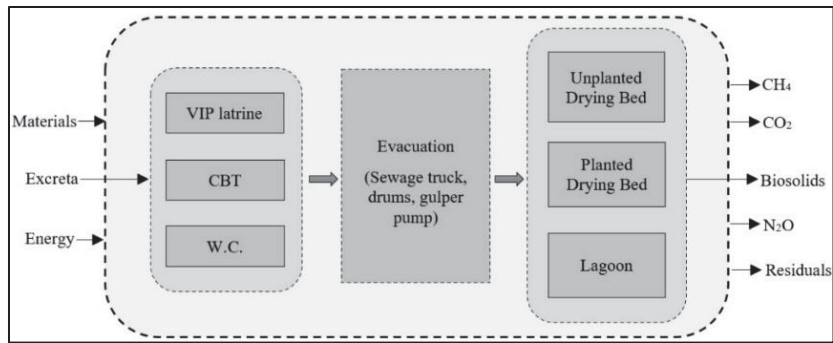 Materials
Excreta
Energy
VIP latrine
CBT
W.C.
Evacuation
(Sewage truck,
drums, gulper
pump)
Unplanted
Drying Bed
Planted
Drying Bed
Lagoon
CH₄
CO₂
Biosolids
N₂O
Residuals